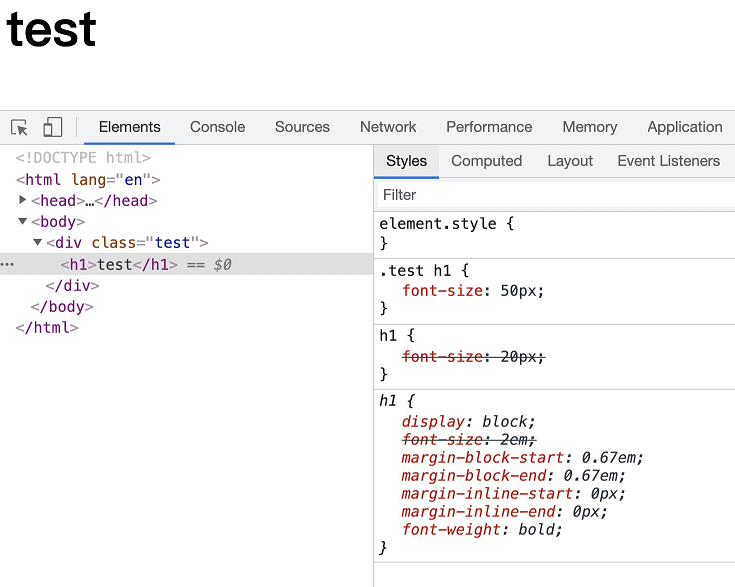 test
Elements Console Sources Network Performance Memory Application
<!DOCTYPE html>
<html lang="en">
<head>…</head>
<body>
<div class="test">
<h1>test</h1> == $0
</div>
</body>
</html>
Styles Computed Layout Event Listeners
Filter
element.style {
}
.test h1 {
font-size: 50px;
}
h1 {
font-size: 20px;
}
h1 {
display: block;
font-size: 2em;
margin-block-start: 0.67em;
margin-block-end: 0.67em;
margin-inline-start: 0px;
margin-inline-end: 0px;
font-weight: bold;
}